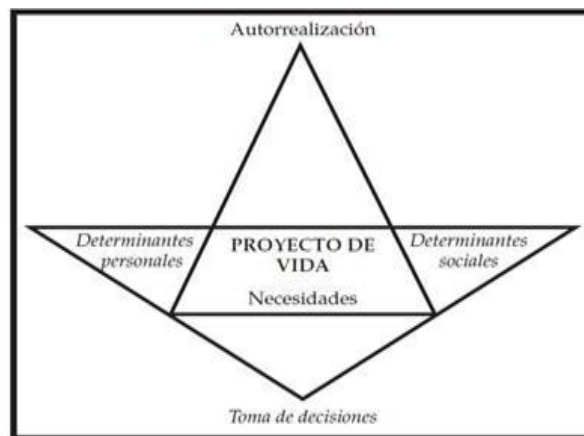 Autorrealización
Determinantes
personales
PROYECTO DE
VIDA
Necesidades
Determinantes
sociales
Toma de decisiones